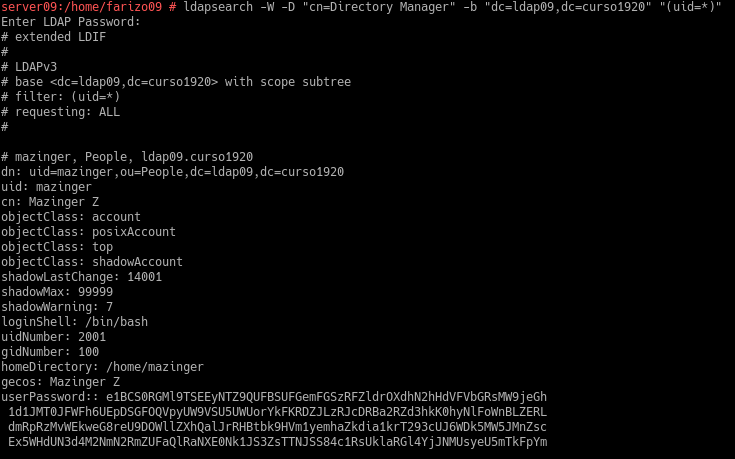 server09:/home/farizo09 # ldapsearch -W -D "cn=Directory Manager" -b "dc=ldap09,dc=curso1920" "(uid=*)"
Enter LDAP Password:
# extended LDIF
#
# LDAPv3
# base <dc=ldap09,dc=curso1920> with scope subtree
# filter: (uid=*)
# requesting: ALL
#
# mazinger, People, ldap09.curso1920
dn: uid=mazinger,ou=People,dc=ldap09,dc=curso1920
uid: mazinger
cn: Mazinger Z
objectClass: account
objectClass: posixAccount
objectClass: top
objectClass: shadowAccount
shadowLastChange: 14001
shadowMax: 99999
shadowWarning: 7
loginShell: /bin/bash
uidNumber: 2001
gidNumber: 100
homeDirectory: /home/mazinger
gecos: Mazinger Z
userPassword:: e1BCS0RGMl9TSEEyNTZ9QUFBSUFGemFGSzRFZldrOXdhN2hHdVFVbGRsMW9jeGh
1d1JMT0JFWFh6UEpDSGFOQVpyUW9VSU5UWUorYkFKRDZJLzRJcDRBa2RZd3hkK0hyNlFoWnBLZERL
dmRpRzMvWEkweG8reU9DOWllZXhQalJrRHBtbk9HVm1yemhaZkdia1krT293cUJ6WDk5MW5JMnZsc
Ex5WHdUN3d4M2NmN2RmZUFaQlRaNXE0Nk1JS3ZsTTNJSS84c1RsUklaRGl4YjJNMUsyeU5mTkFpYm